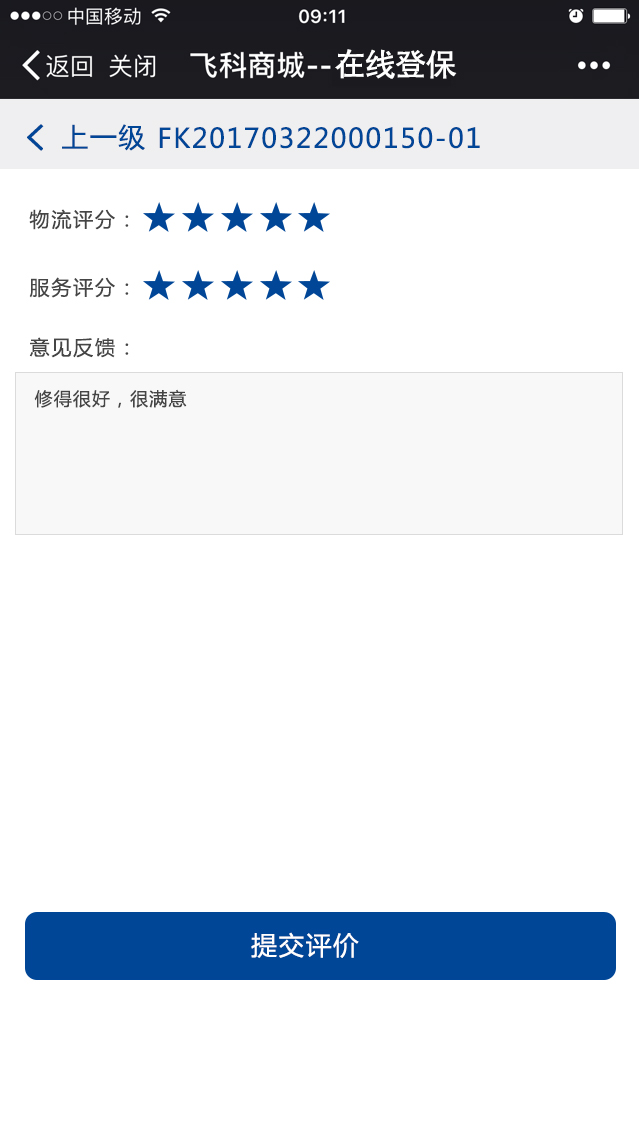 中国移动 09:11
返回 关闭 飞科商城--在线登保
上一级 FK20170322000150-01
物流评分：
服务评分：
意见反馈：
修得很好，很满意
提交评价